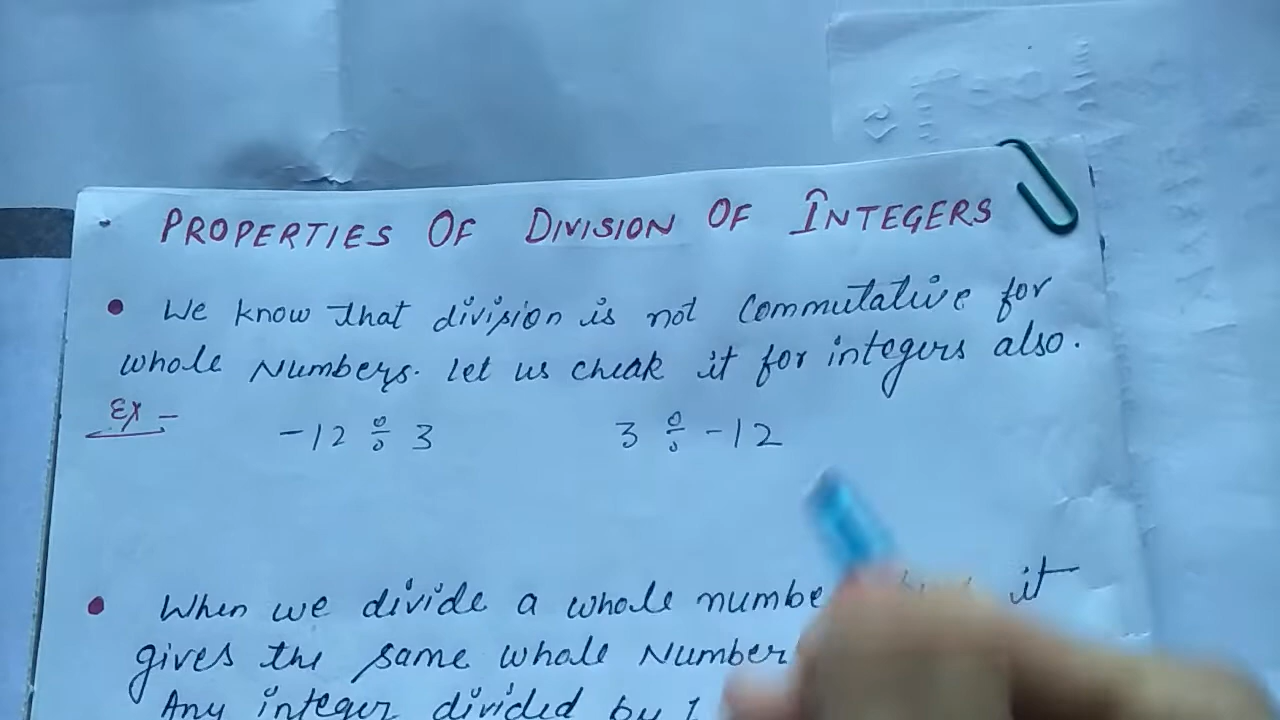 PROPERTIES OF DIVISION OF INTEGERS
• We know that division is not Commutative for
whole Numbers. let us cheak it for integers also.
Ex -
-12 ÷ 3 3 ÷ -12
• When we divide a whole it
gives the same whole Number
Any integer divided by 1